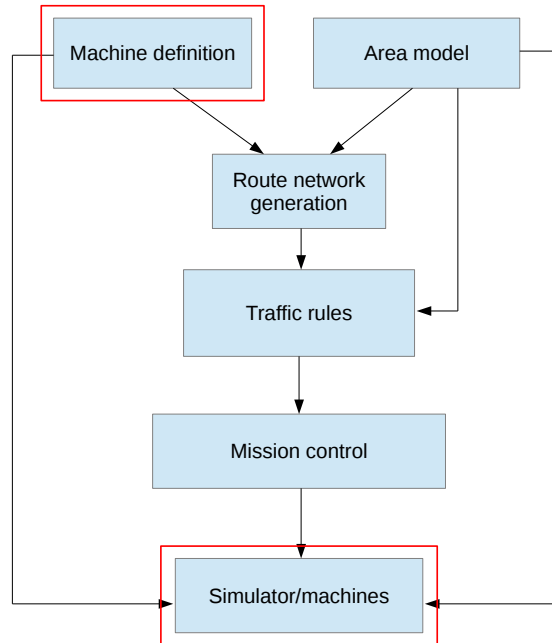 Machine definition
Area model
Route network
generation
Traffic rules
Mission control
Simulator/machines